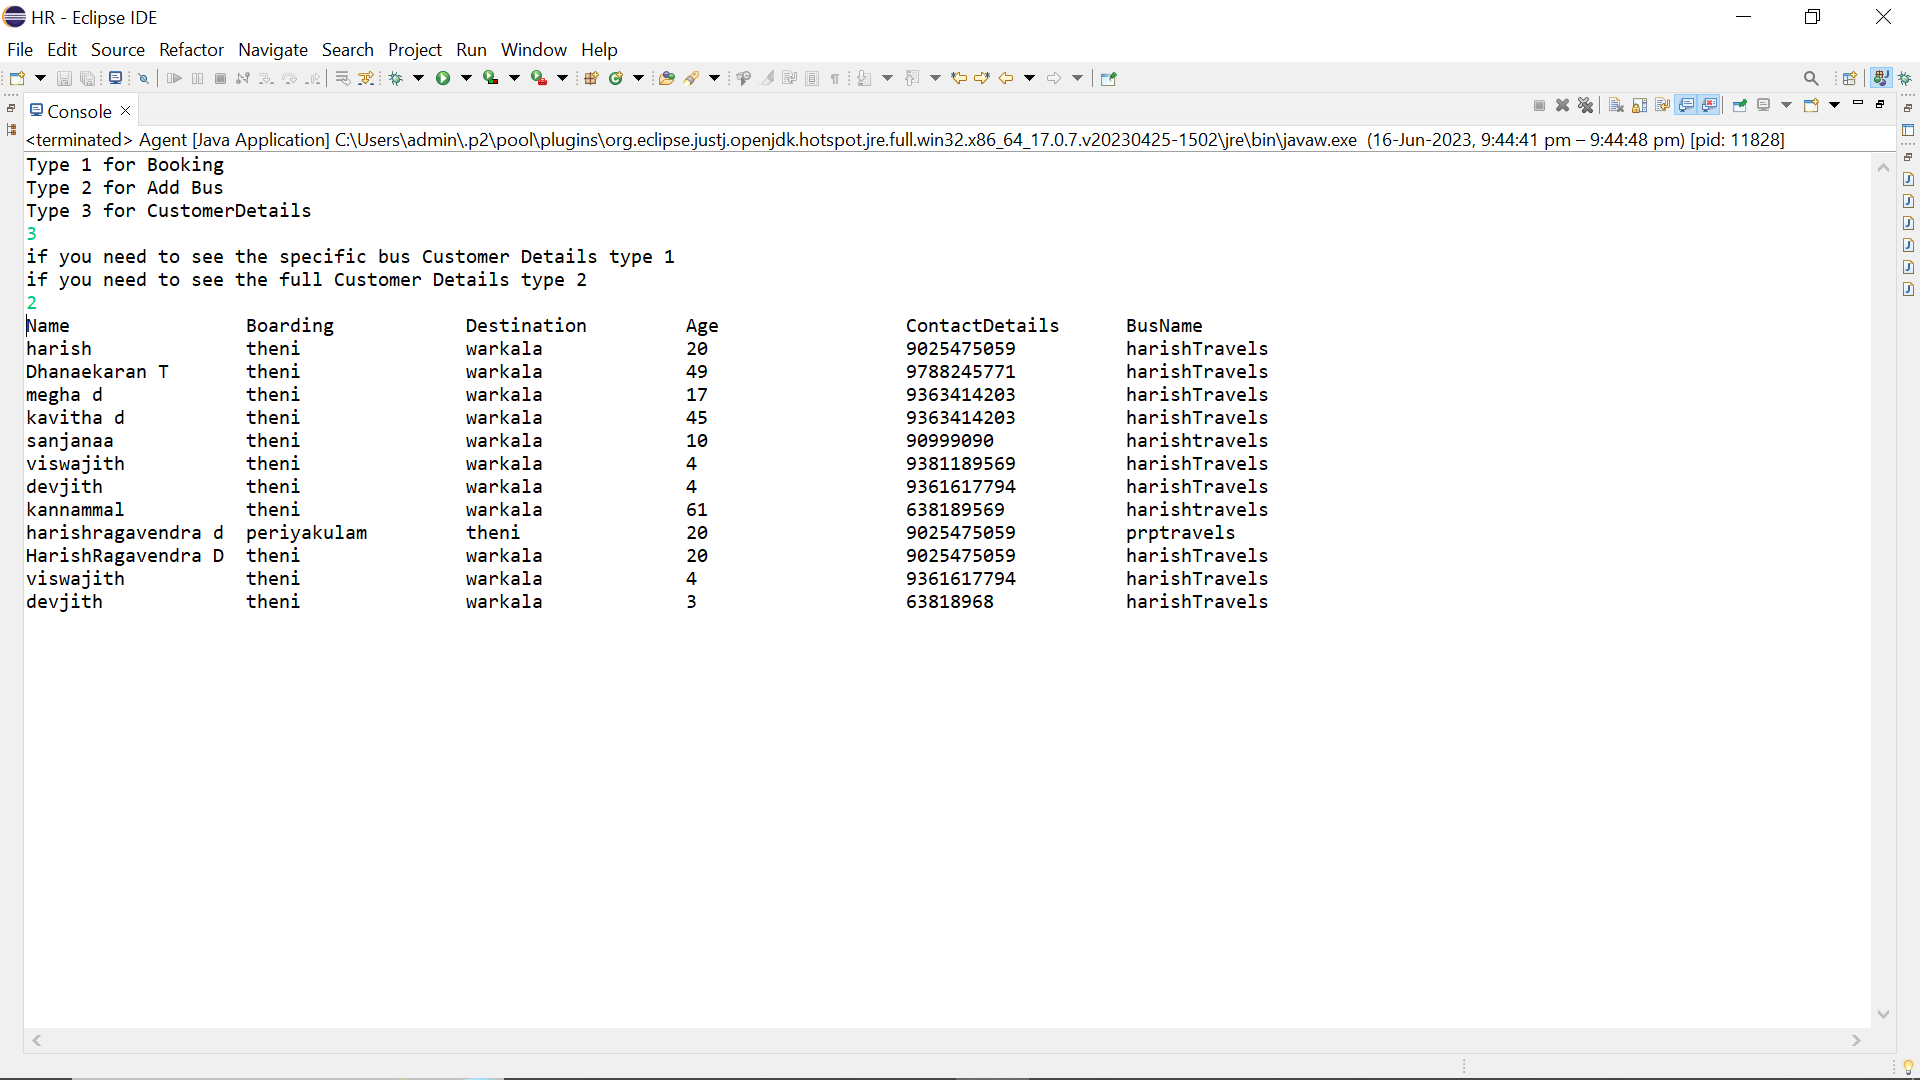 HR - Eclipse IDE
File Edit Source Refactor Navigate Search Project Run Window Help
Console
<terminated> Agent [Java Application] C:\Users\admin\.p2\pool\plugins\org.eclipse.justj.openjdk.hotspot.jre.full.win32.x86_64_17.0.7.v20230425-1502\jre\bin\javaw.exe (16-Jun-2023, 9:44:41 pm – 9:44:48 pm) [pid: 11828]
Type 1 for Booking
Type 2 for Add Bus
Type 3 for CustomerDetails
3
if you need to see the specific bus Customer Details type 1
if you need to see the full Customer Details type 2
2
Name Boarding Destination Age ContactDetails BusName
harish theni warkala 20 9025475059 harishTravels
Dhanaekaran T theni warkala 49 9788245771 harishTravels
megha d theni warkala 17 9363414203 harishTravels
kavitha d theni warkala 45 9363414203 harishTravels
sanjanaa theni warkala 10 90999090 harishtravels
viswajith theni warkala 4 9381189569 harishTravels
devjith theni warkala 4 9361617794 harishTravels
kannammal theni warkala 61 638189569 harishtravels
harishragavendra d periyakulam theni 20 9025475059 prptravels
HarishRagavendra D theni warkala 20 9025475059 harishTravels
viswajith theni warkala 4 9361617794 harishTravels
devjith theni warkala 3 63818968 harishTravels